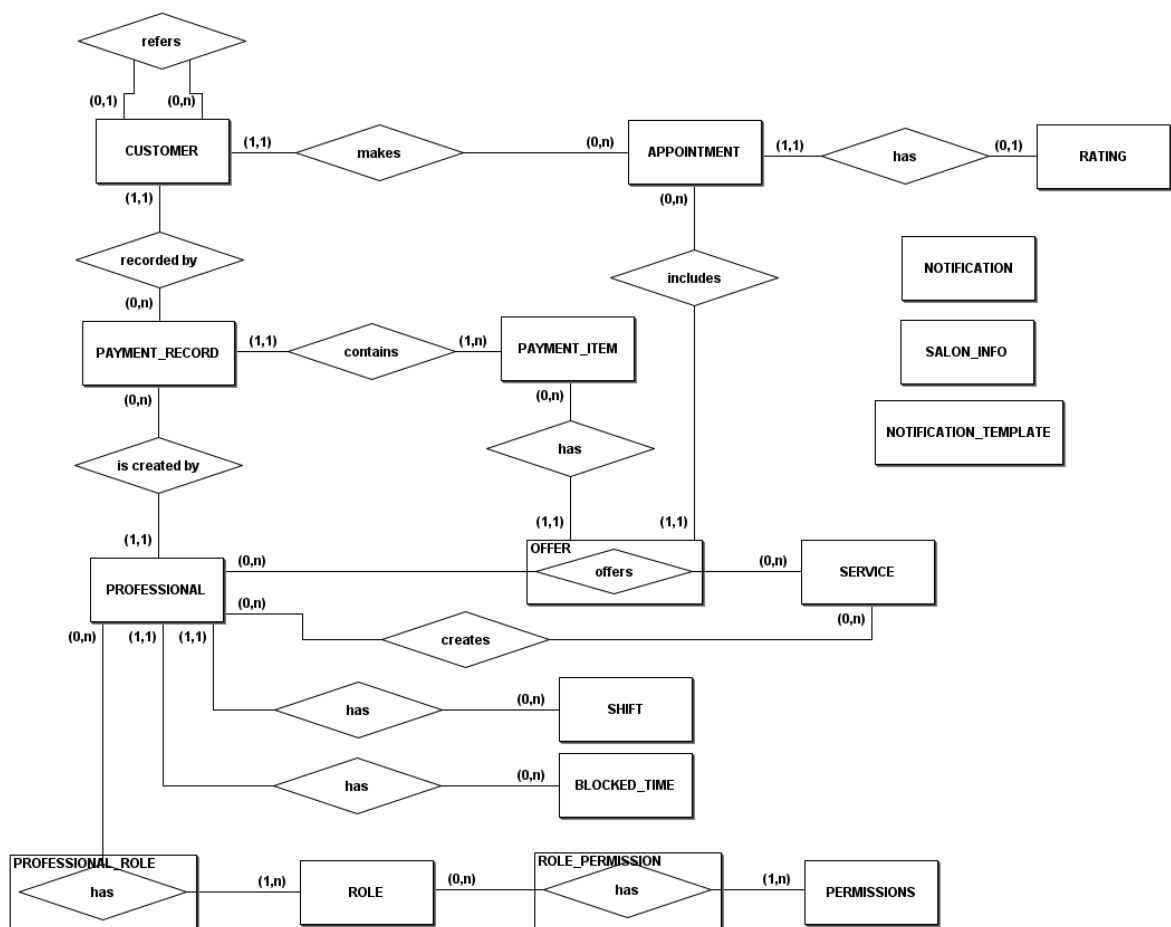 refers
(0,1) (0,n)
CUSTOMER (1,1) makes (0,n) APPOINTMENT (1,1) has (0,1) RATING
(1,1) (0,n)
recorded by includes NOTIFICATION
(0,n)
PAYMENT_RECORD (1,1) contains (1,n) PAYMENT_ITEM SALON_INFO
(0,n) (0,n)
NOTIFICATION_TEMPLATE
is created by has
(1,1) (1,1) (1,1)
OFFER
PROFESSIONAL (0,n) offers (0,n) SERVICE
(0,n) creates (0,n)
(0,n) (1,1) (1,1)
has (0,n) SHIFT
has (0,n) BLOCKED_TIME
PROFESSIONAL_ROLE ROLE_PERMISSION
has (1,n) ROLE (0,n) has (1,n) PERMISSIONS